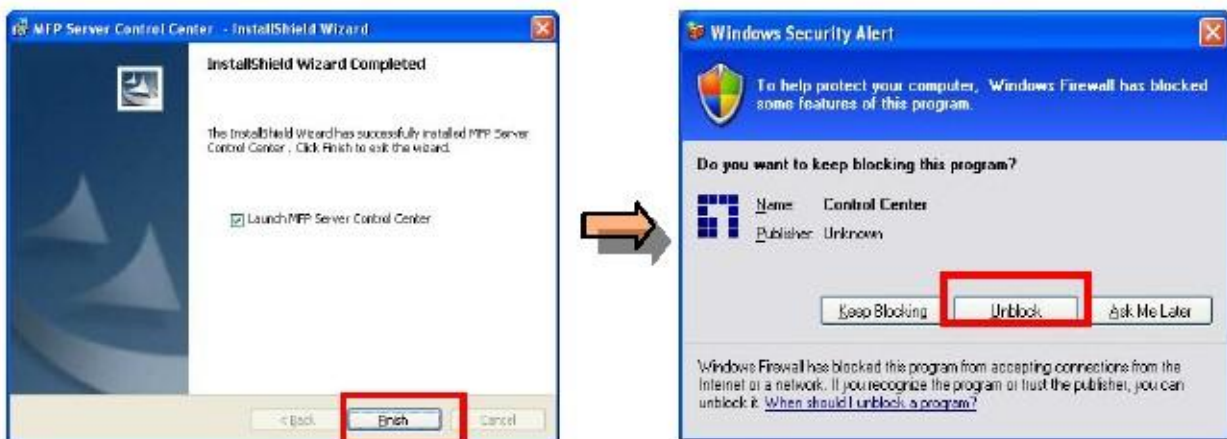 MFP Server Control Center - InstallShield Wizard
InstallShield Wizard Completed
The InstallShield Wizard has successfully installed MFP Server
Control Center . Click Finish to exit the wizard.
Launch MFP Server Control Center
< Back
Finish
Cancel
Windows Security Alert
To help protect your computer, Windows Firewall has blocked
some features of this program.
Do you want to keep blocking this program?
Name: Control Center
Publisher: Unknown
Keep Blocking
Unblock
Ask Me Later
Windows Firewall has blocked this program from accepting connections from the
Internet or a network. If you recognize the program or trust the publisher, you can
unblock it. When should I unblock a program?